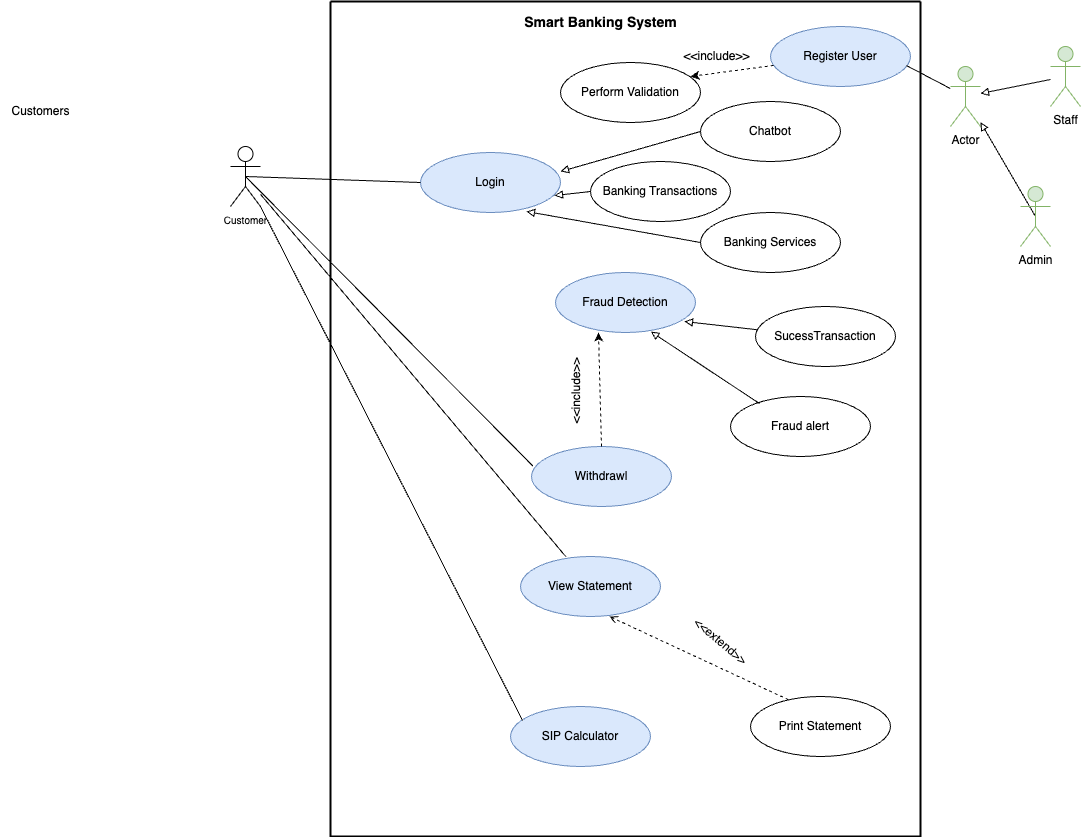 Smart Banking System
<<include>>
Register User
Perform Validation
Actor
Staff
Customers
Chatbot
Login
Banking Transactions
Customer
Banking Services
Admin
Fraud Detection
SucessTransaction
<<include>>
Fraud alert
Withdrawl
View Statement
<<extend>>
Print Statement
SIP Calculator